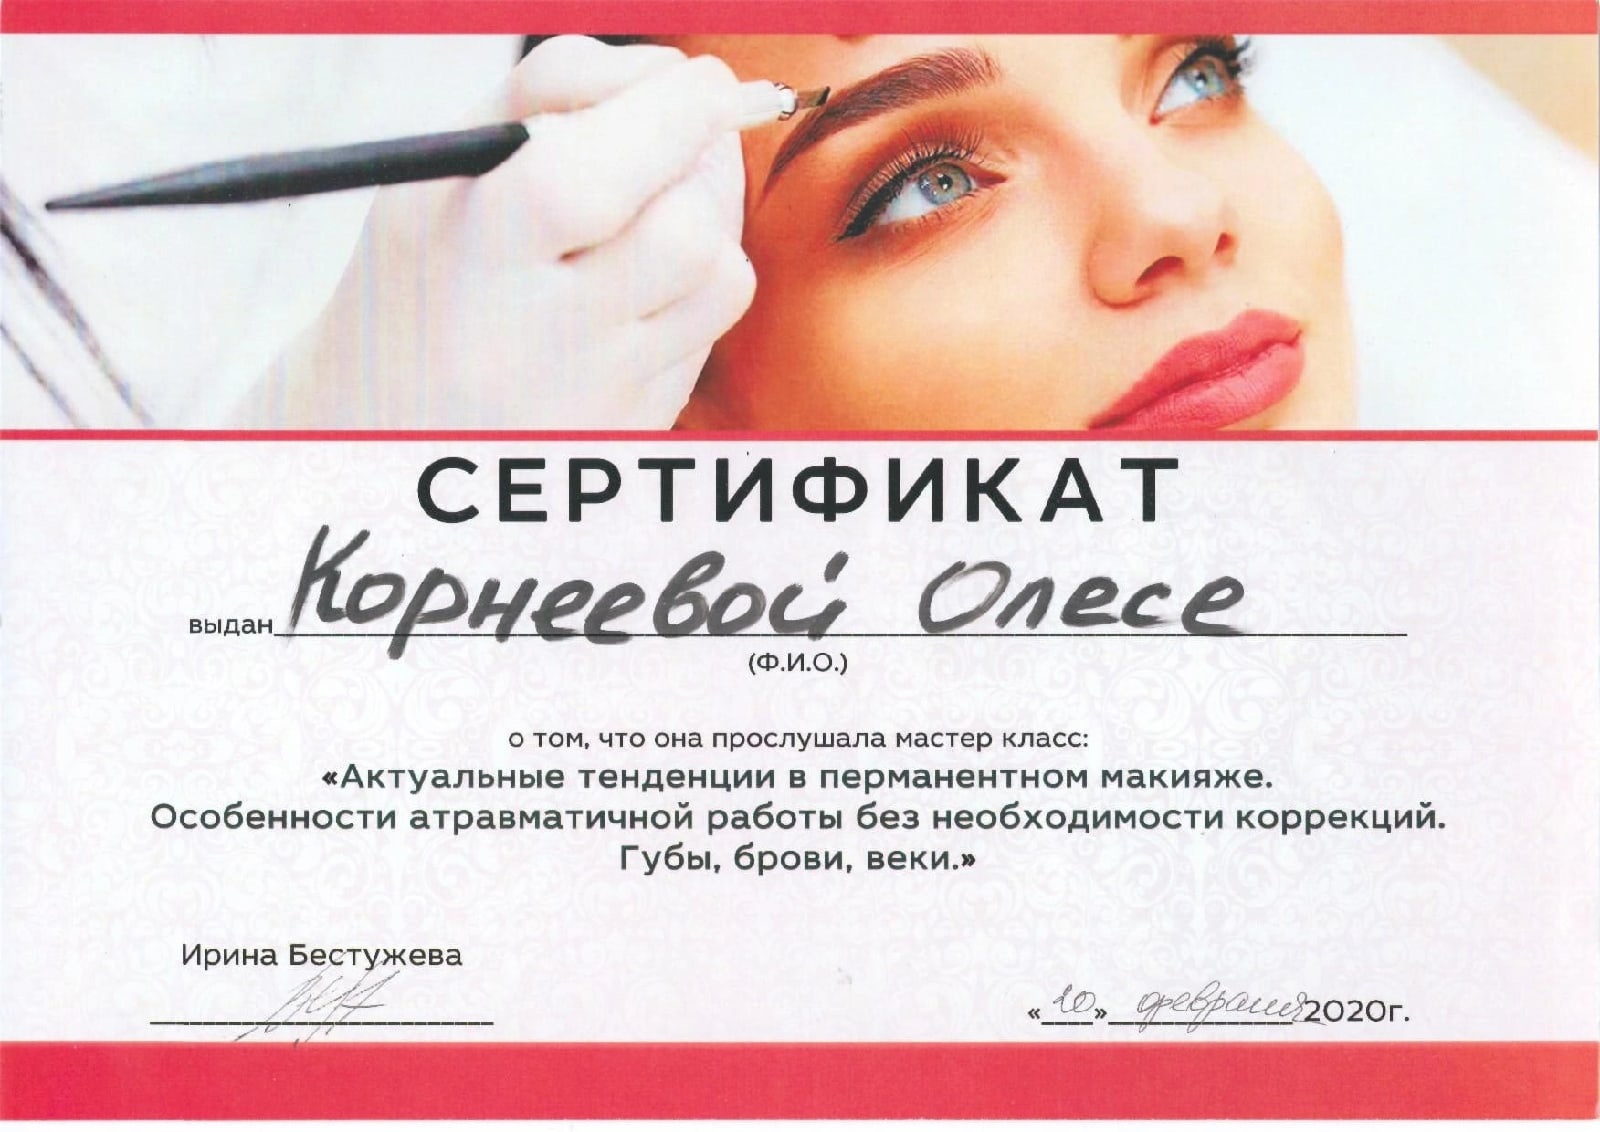 СЕРТИФИКАТ
выдан Корнеевой Олесе
(Ф.И.О.)
о том, что она прослушала мастер класс:
«Актуальные тенденции в перманентном макияже.
Особенности атравматичной работы без необходимости коррекций.
Губы, брови, веки.»
Ирина Бестужева
«20» февраля 2020г.